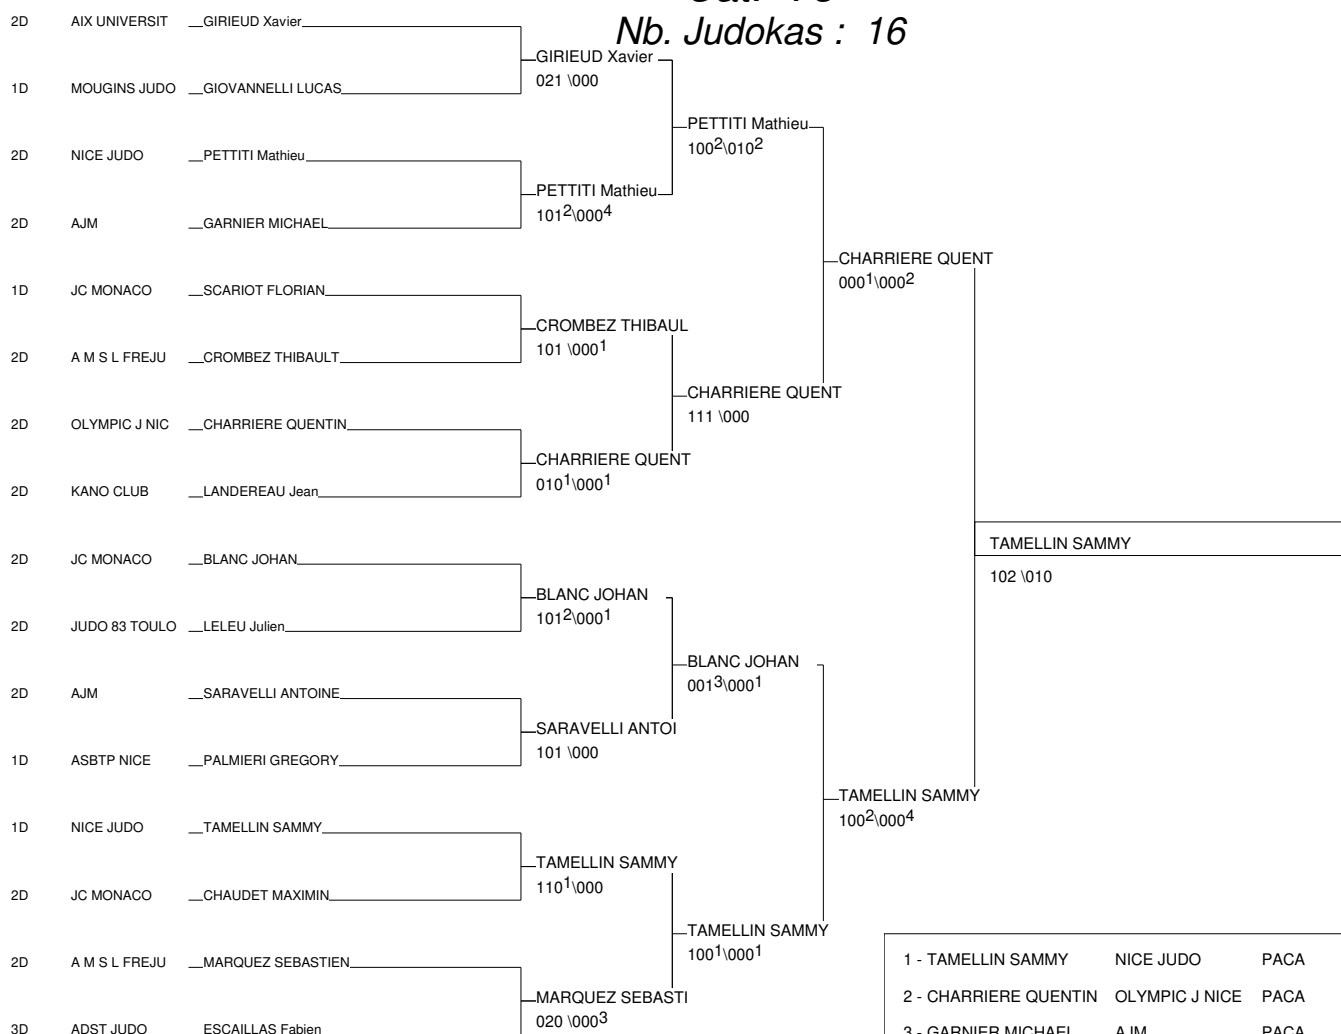 Nb. Judokas : 16
2D AIX UNIVERSIT GIRIEUD Xavier
GIRIEUD Xavier
021 \000
1D MOUGINS JUDO GIOVANNELLI LUCAS
PETTITI Mathieu
100²\010²
2D NICE JUDO PETTITI Mathieu
PETTITI Mathieu
101²\000⁴
2D AJM GARNIER MICHAEL
CHARRIERE QUENT
000¹\000²
1D JC MONACO SCARIOT FLORIAN
CROMBEZ THIBAUL
101 \000¹
2D A M S L FREJU CROMBEZ THIBAULT
CHARRIERE QUENT
111 \000
2D OLYMPIC J NIC CHARRIERE QUENTIN
CHARRIERE QUENT
010¹\000¹
2D KANO CLUB LANDEREAU Jean
TAMELLIN SAMMY
102 \010
2D JC MONACO BLANC JOHAN
BLANC JOHAN
101²\000¹
2D JUDO 83 TOULO LELEU Julien
BLANC JOHAN
001³\000¹
2D AJM SARAVELLI ANTOINE
SARAVELLI ANTOI
101 \000
1D ASBTP NICE PALMIERI GREGORY
TAMELLIN SAMMY
100²\000⁴
1D NICE JUDO TAMELLIN SAMMY
TAMELLIN SAMMY
110¹\000
2D JC MONACO CHAUDET MAXIMIN
TAMELLIN SAMMY
100¹\000¹
2D A M S L FREJU MARQUEZ SEBASTIEN
MARQUEZ SEBASTI
020 \000³
3D ADST JUDO ESCAILLAS Fabien
1 - TAMELLIN SAMMY NICE JUDO PACA
2 - CHARRIERE QUENTIN OLYMPIC J NICE PACA
3 - GARNIER MICHAEL AJM PACA